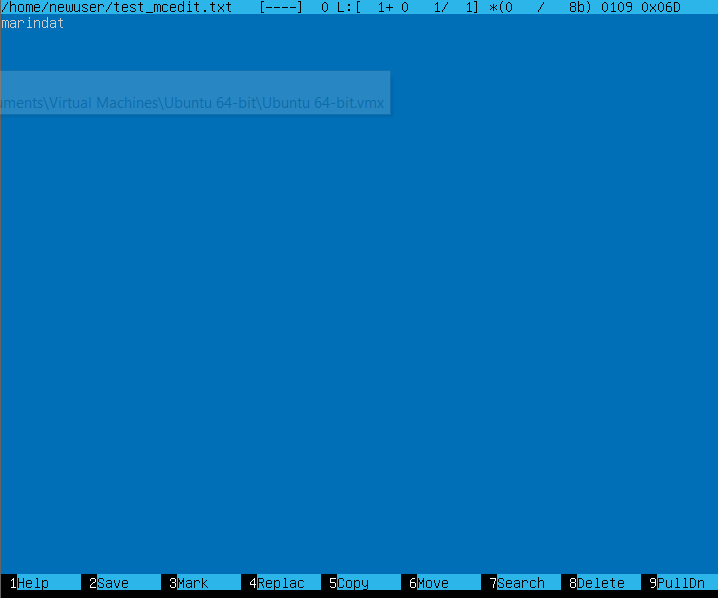 /home/newuser/test_mcedit.txt [----] 0 L:[ 1+ 0 1/ 1] *(0 / 8b) 0109 0x06D
marindat
uments\Virtual Machines\Ubuntu 64-bit\Ubuntu 64-bit.vmx
1Help 2Save 3Mark 4Replac 5Copy 6Move 7Search 8Delete 9PullDn